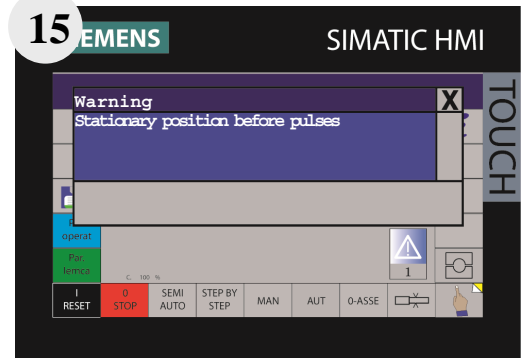 15
EMENS
SIMATIC HMI
TOUCH
Warning
X
Stationary position before pulses
operat
Par.
lemca
C. 100 %
1
I
RESET
0
STOP
SEMI
AUTO
STEP BY
STEP
MAN
AUT
0-ASSE